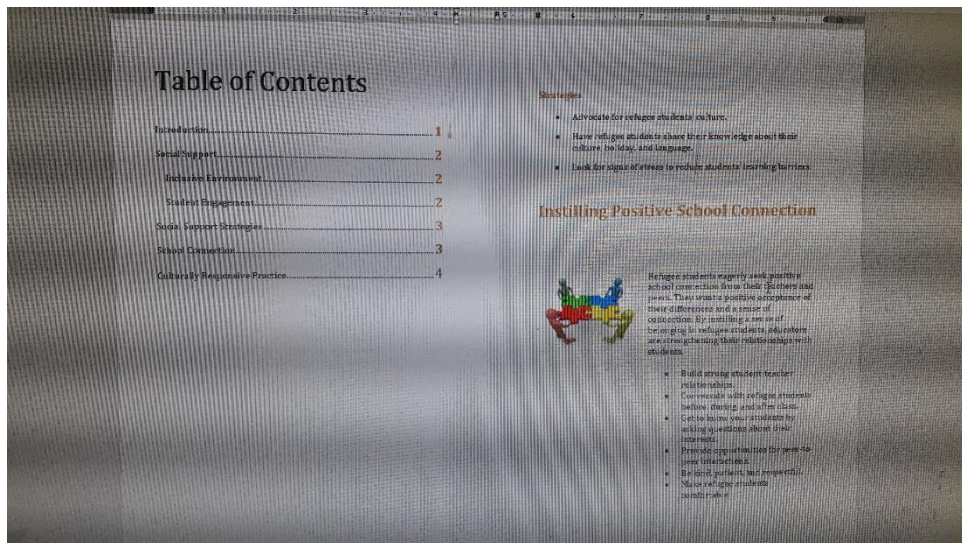 Table of Contents
Introduction 1
Social Support 2
Inclusive Environment 2
Student Engagement 2
Social Support Strategies 3
School Connection 3
Culturally Responsive Practice 4
Strategies
• Advocate for refugee students' culture.
• Have refugee students share their knowledge about their
culture, holiday, and language.
• Look for signs of stress to reduce students' learning barriers
Instilling Positive School Connection
Refugee students eagerly seek positive
school connection from their teachers and
peers. They want a positive acceptance of
their differences and a sense of
connection. By instilling a sense of
belonging in refugee students, educators
are strengthening their relationships with
students.
• Build strong student-teacher
relationships.
• Conversate with refugee students
before, during, and after class.
• Get to know your students by
asking questions about their
interests.
• Provide opportunities for peer-to-
peer interactions.
• Be kind, patient, and respectful.
• Make refugee students
comfortable